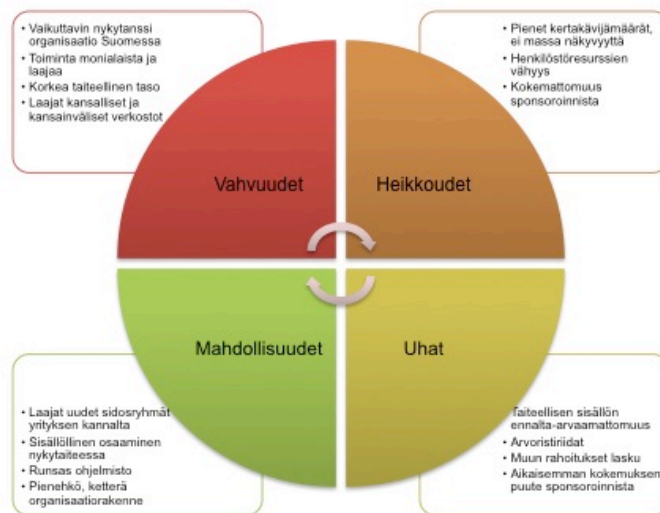 • Vaikuttavin nykytanssi
organisaatio Suomessa
• Toiminta monialaista ja
laajaa
• Korkea taiteellinen taso
• Laajat kansalliset ja
kansainväliset verkostot
• Pienet kertakävijämäärät,
ei massa näkyvyyttä
• Henkilöstöresurssien
vähyys
• Kokemattomuus
sponsoroinnista
Vahvuudet
Heikkoudet
Mahdollisuudet
Uhat
• Laajat uudet sidosryhmät
yrityksen kannalta
• Sisällöllinen osaaminen
nykytaiteessa
• Runsas ohjelmisto
• Pienehkö, ketterä
organisaatiorakenne
Taiteellisen sisällön
ennalta-arvaamattomuus
• Arvoristiriidat
• Muun rahoitukset lasku
• Aikaisemman kokemuksen
puute sponsoroinnista